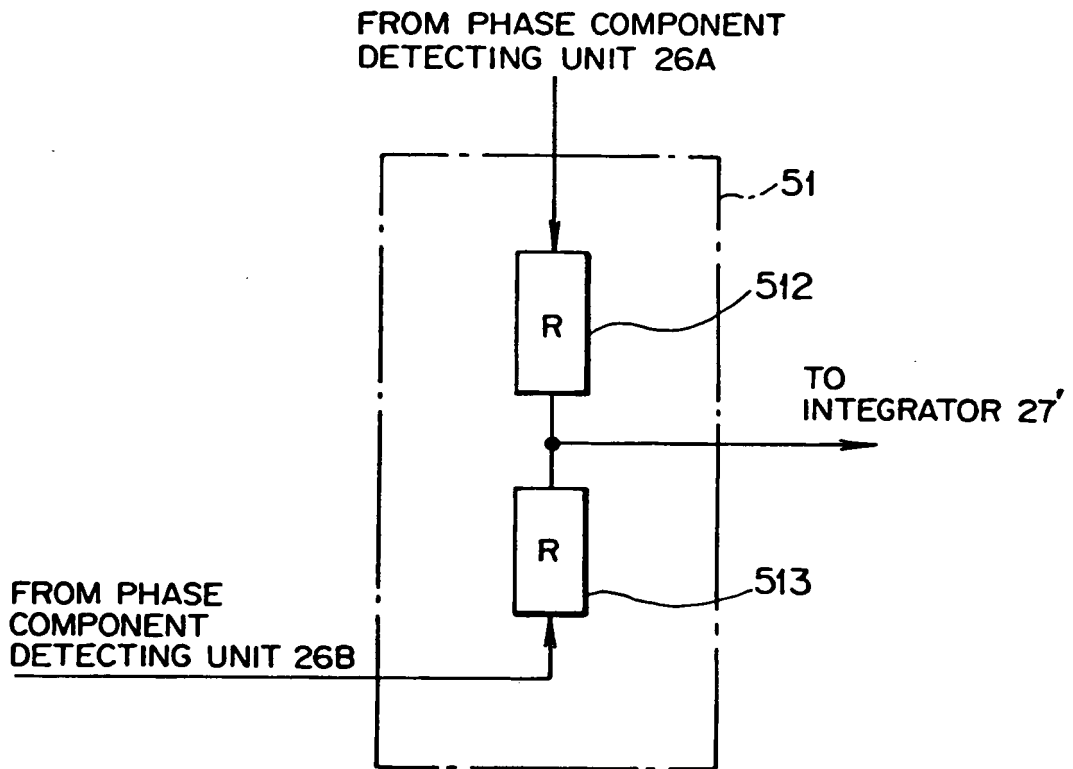 FROM PHASE COMPONENT
DETECTING UNIT 26A
51
512
R
TO
INTEGRATOR 27'
R
513
FROM PHASE
COMPONENT
DETECTING UNIT 26B